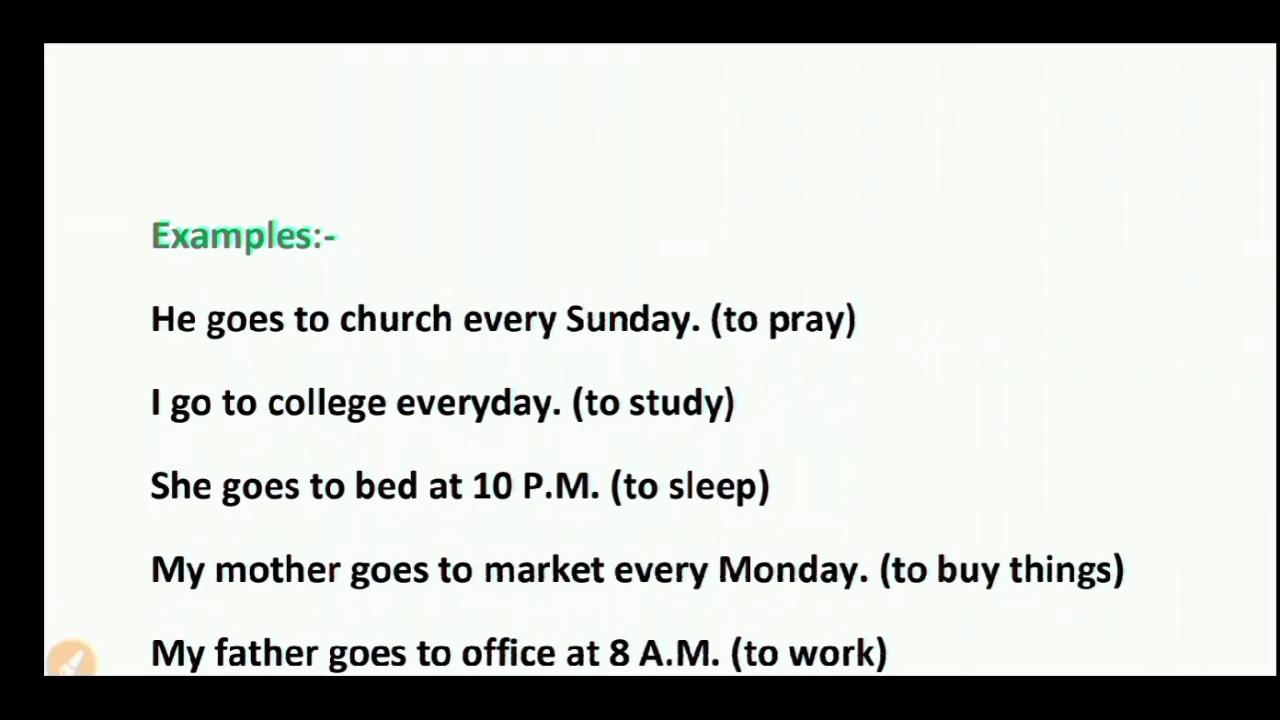 Examples:-
He goes to church every Sunday. (to pray)
I go to college everyday. (to study)
She goes to bed at 10 P.M. (to sleep)
My mother goes to market every Monday. (to buy things)
My father goes to office at 8 A.M. (to work)